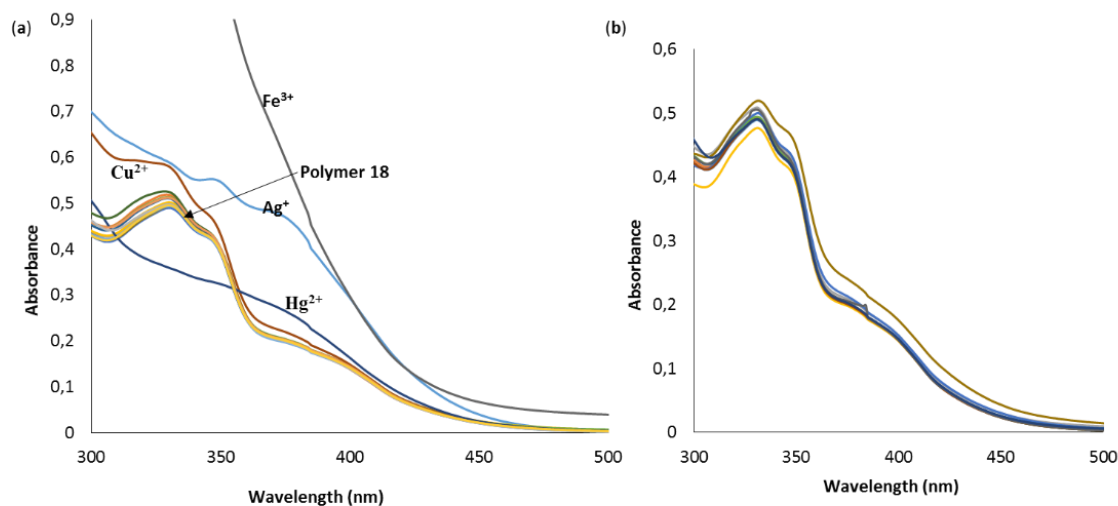 (a)
0,9
0,8
0,7
0,6
0,5
0,4
0,3
0,2
0,1
0
Absorbance
Fe³⁺
Cu²⁺
Polymer 18
Ag⁺
Hg²⁺
300 350 400 450 500
Wavelength (nm)
(b)
0,6
0,5
0,4
0,3
0,2
0,1
0
Absorbance
300 350 400 450 500
Wavelength (nm)